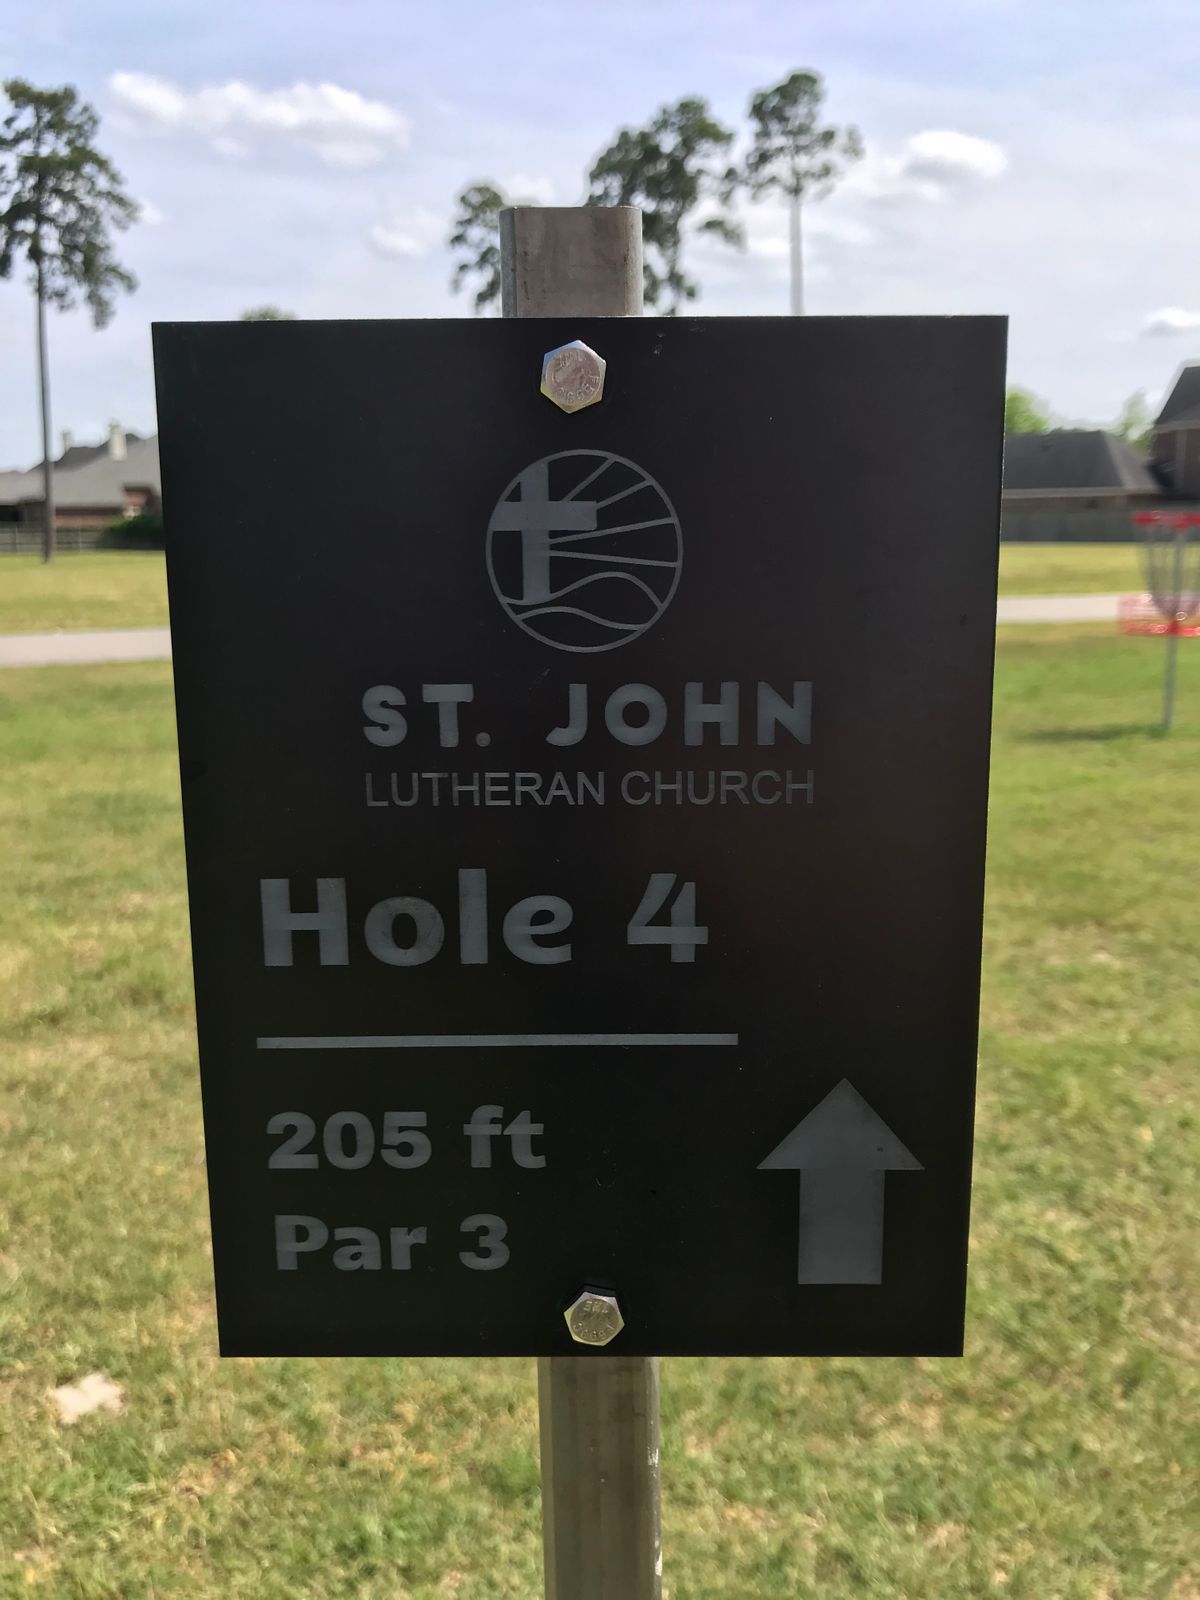 ST. JOHN
LUTHERAN CHURCH
Hole 4
205 ft
Par 3